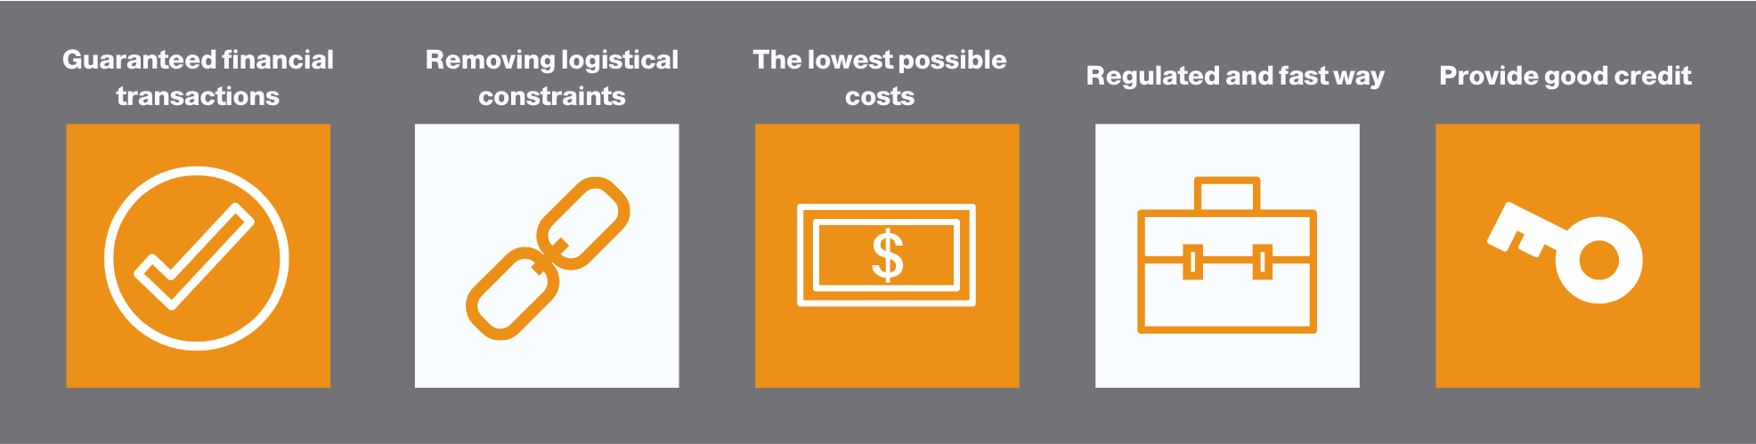 Guaranteed financial
transactions
Removing logistical
constraints
The lowest possible
costs
Regulated and fast way
Provide good credit
$